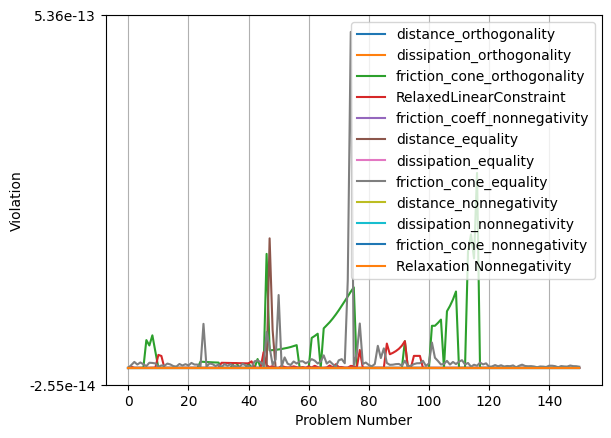 5.36e-13
distance_orthogonality
dissipation_orthogonality
friction_cone_orthogonality
RelaxedLinearConstraint
friction_coeff_nonnegativity
distance_equality
dissipation_equality
friction_cone_equality
distance_nonnegativity
dissipation_nonnegativity
friction_cone_nonnegativity
Relaxation Nonnegativity
Violation
-2.55e-14
0 20 40 60 80 100 120 140
Problem Number